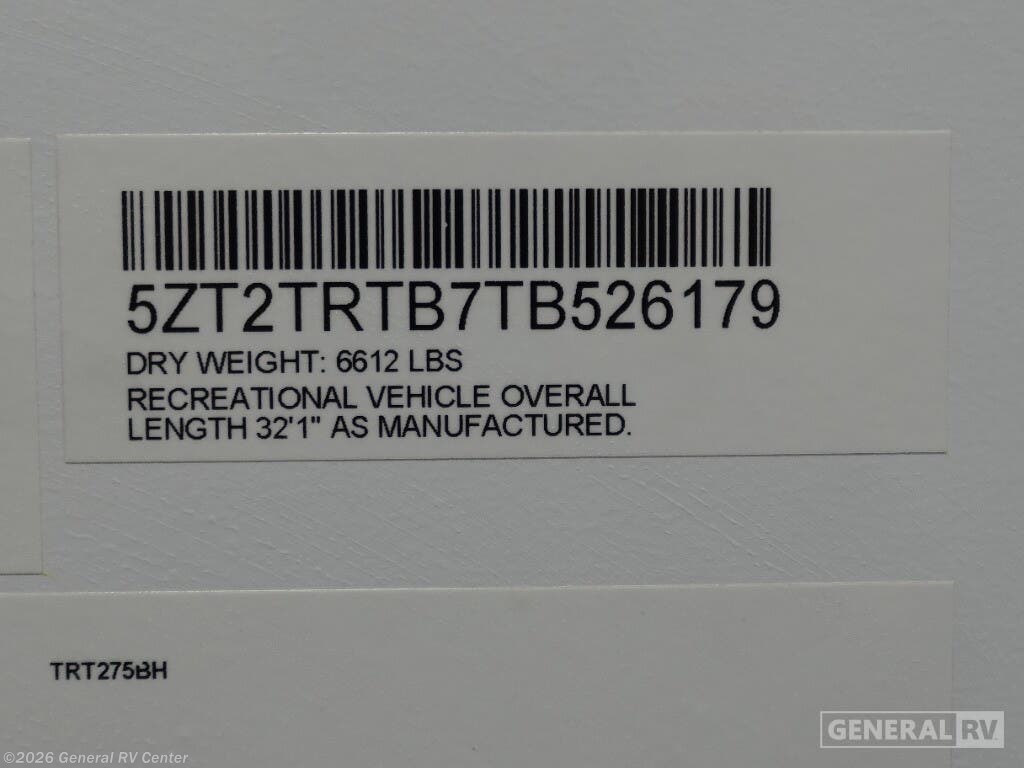 5ZT2TRTB7TB526179
DRY WEIGHT: 6612 LBS
RECREATIONAL VEHICLE OVERALL
LENGTH 32'1" AS MANUFACTURED.
TRT275BH
GENERAL RV
©2026 General RV Center